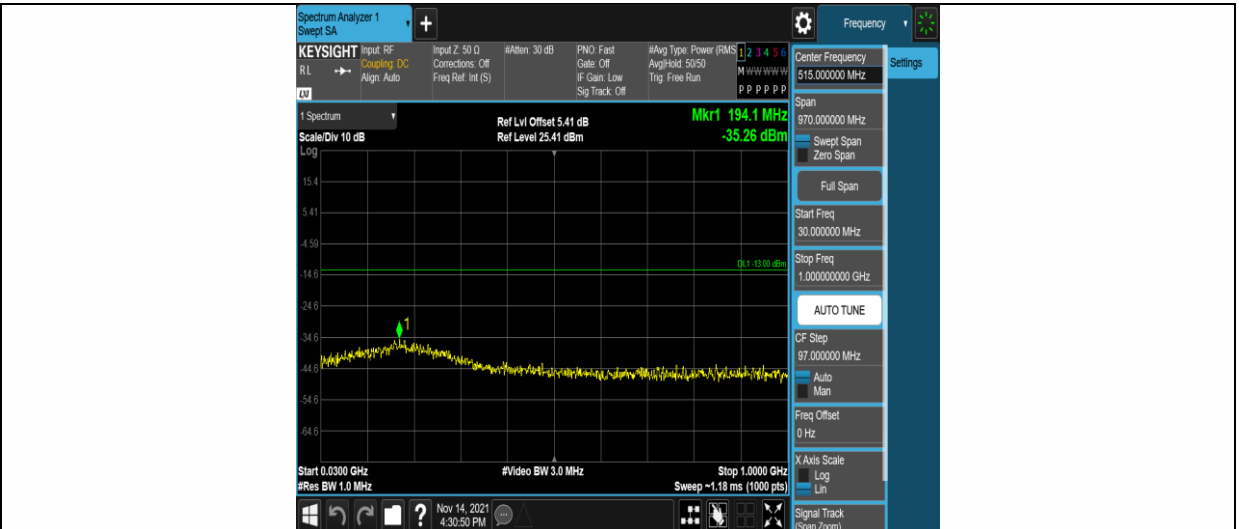 Spectrum Analyzer 1
Swept SA
+
Frequency
KEYSIGHT
RL
LXI
Input: RF
Coupling: DC
Align: Auto
Input Z: 50 Ω
Corrections: Off
Freq Ref: Int (S)
#Atten: 30 dB
PNO: Fast
Gate: Off
IF Gain: Low
Sig Track: Off
#Avg Type: Power (RMS
Avg|Hold: 50/50
Trig: Free Run
1 2 3 4 5 6
M W W W W W
P P P P P P
Center Frequency
515.000000 MHz
Settings
Span
970.000000 MHz
Swept Span
Zero Span
Full Span
Start Freq
30.000000 MHz
Stop Freq
1.000000000 GHz
AUTO TUNE
CF Step
97.000000 MHz
Auto
Man
Freq Offset
0 Hz
X Axis Scale
Log
Lin
Signal Track
(Span Zoom)
1 Spectrum
Ref Lvl Offset 5.41 dB
Mkr1 194.1 MHz
Scale/Div 10 dB
Ref Level 25.41 dBm
-35.26 dBm
Log
15.4
5.41
-4.59
DL1 -13.00 dBm
-14.6
-24.6
1
-34.6
-44.6
-54.6
-64.6
Start 0.0300 GHz
#Video BW 3.0 MHz
Stop 1.0000 GHz
#Res BW 1.0 MHz
Sweep ~1.18 ms (1000 pts)
?
Nov 14, 2021
4:30:50 PM